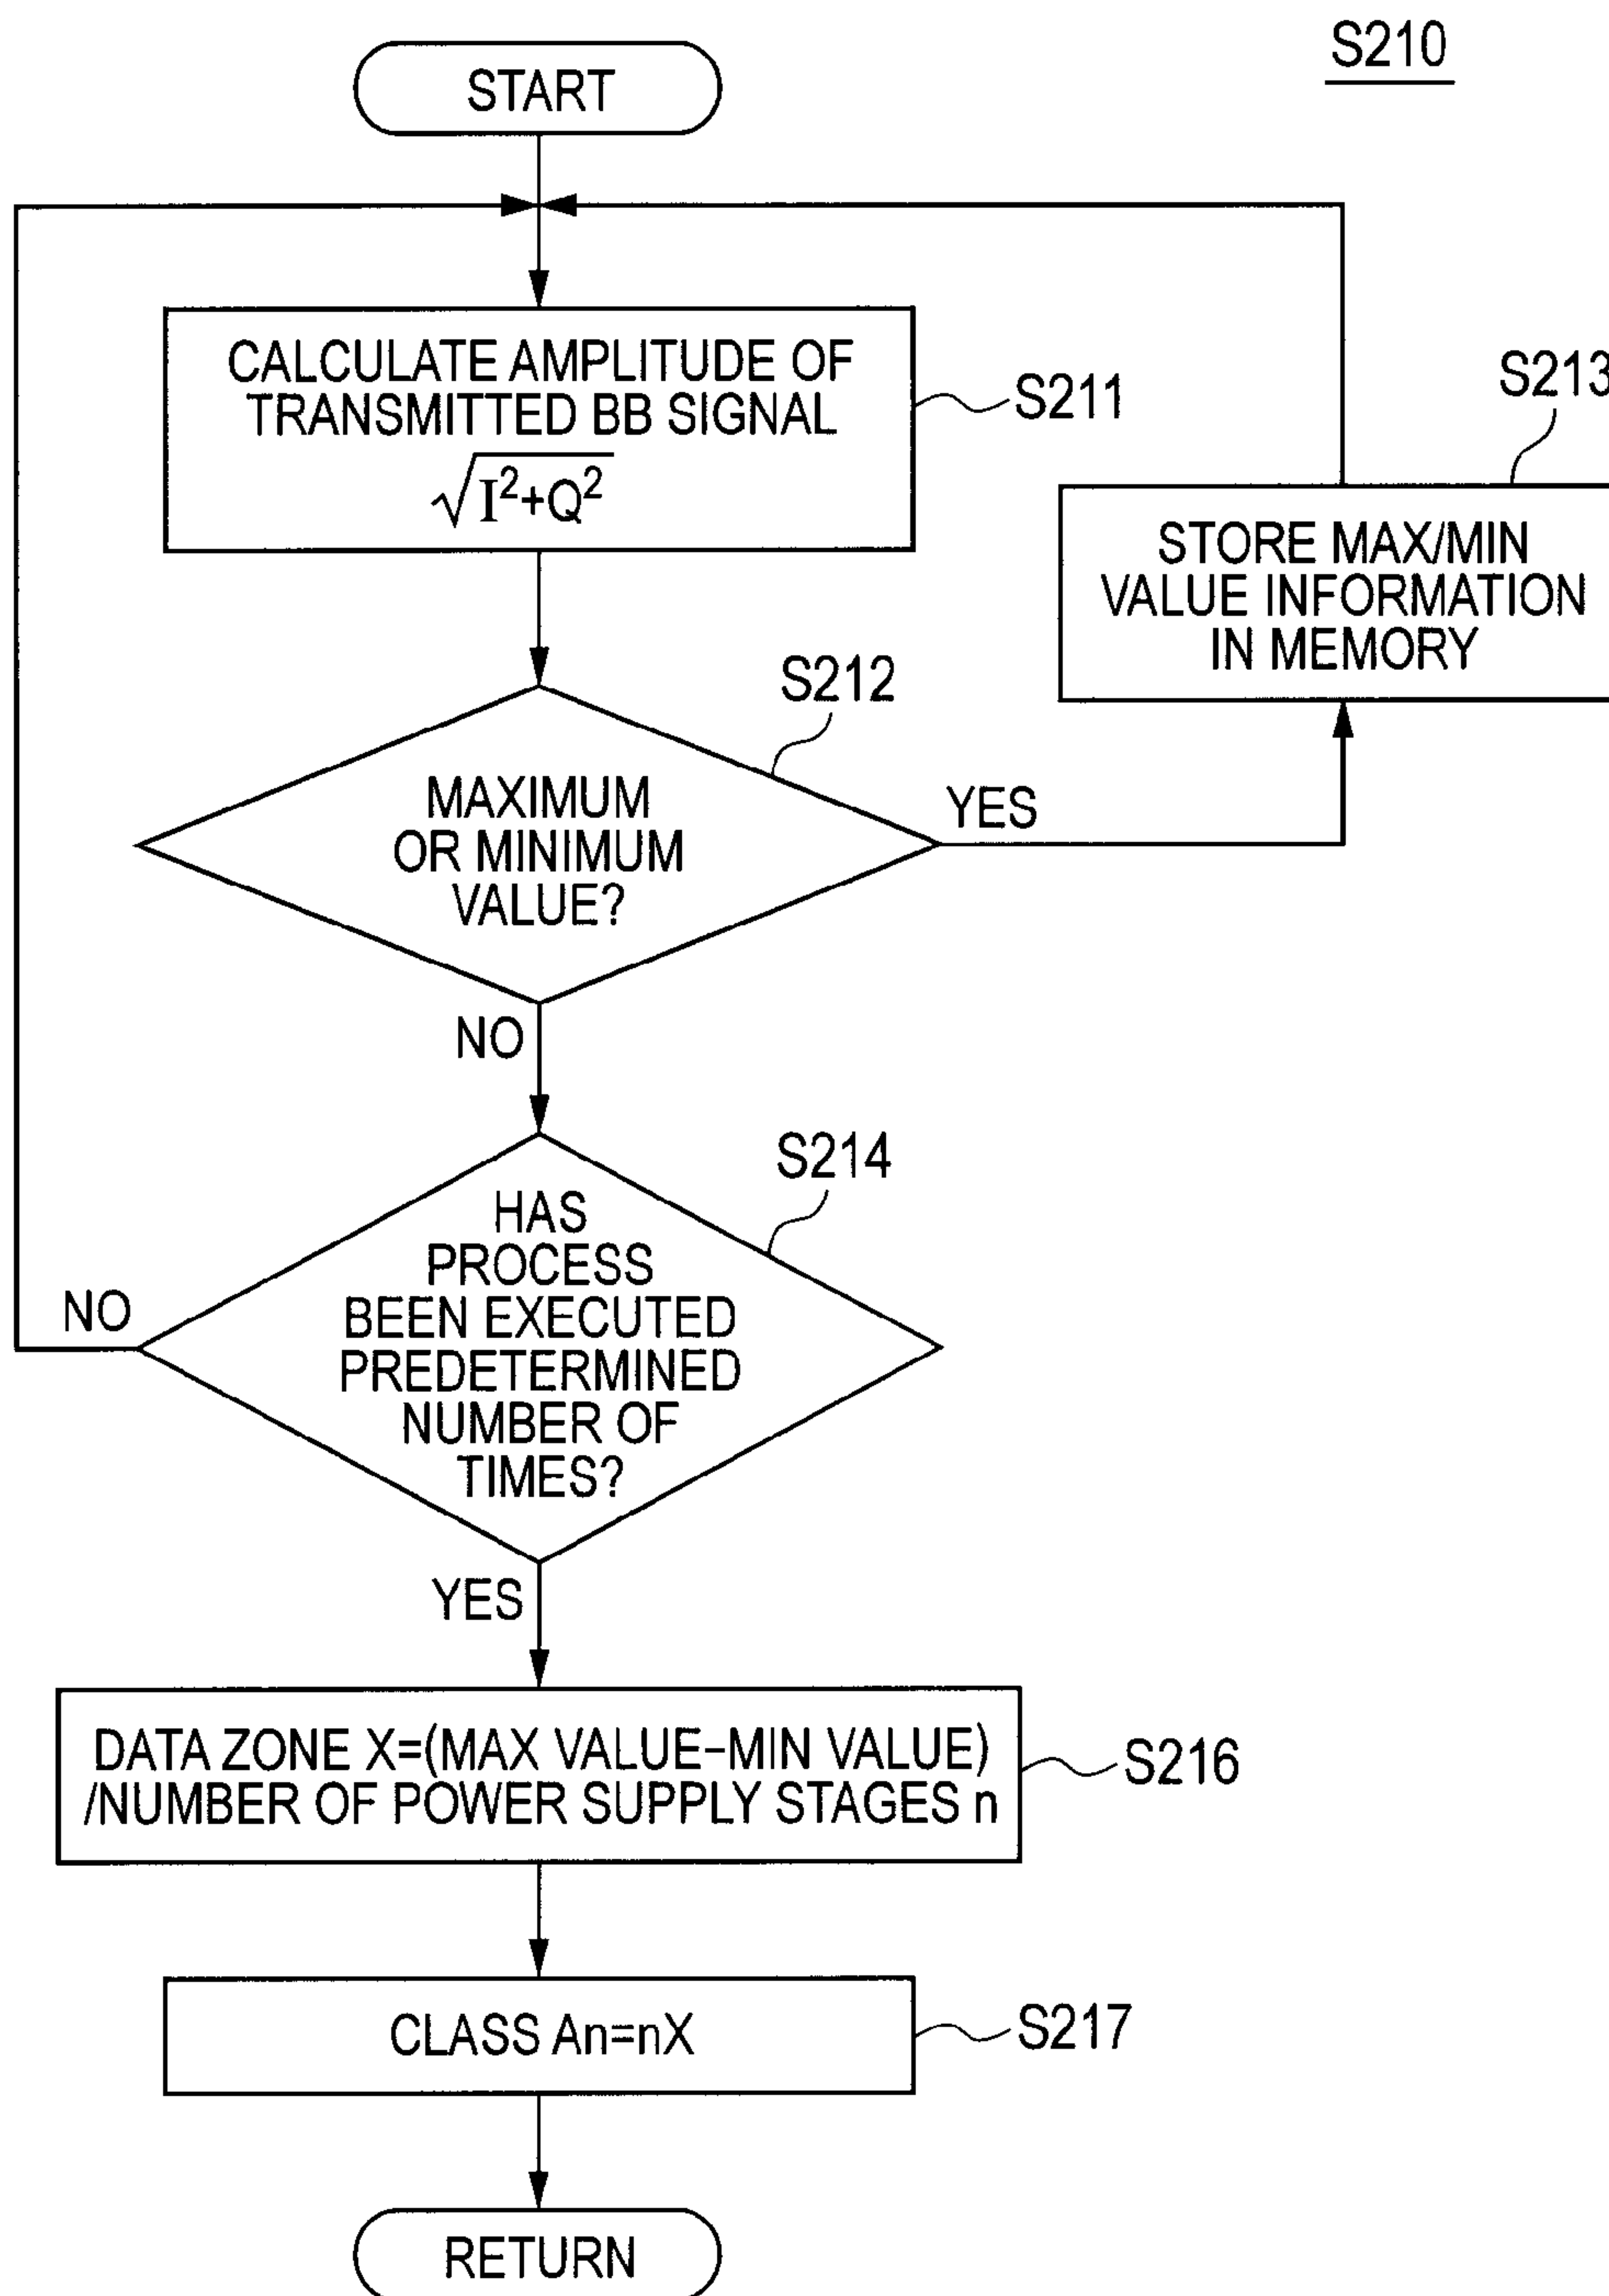 S210
START
CALCULATE AMPLITUDE OF
TRANSMITTED BB SIGNAL
√I²+Q²
S211
S213
STORE MAX/MIN
VALUE INFORMATION
IN MEMORY
S212
MAXIMUM
OR MINIMUM
VALUE?
YES
NO
S214
HAS
PROCESS
BEEN EXECUTED
PREDETERMINED
NUMBER OF
TIMES?
NO
YES
DATA ZONE X=(MAX VALUE–MIN VALUE)
/NUMBER OF POWER SUPPLY STAGES n
S216
CLASS An=nX
S217
RETURN